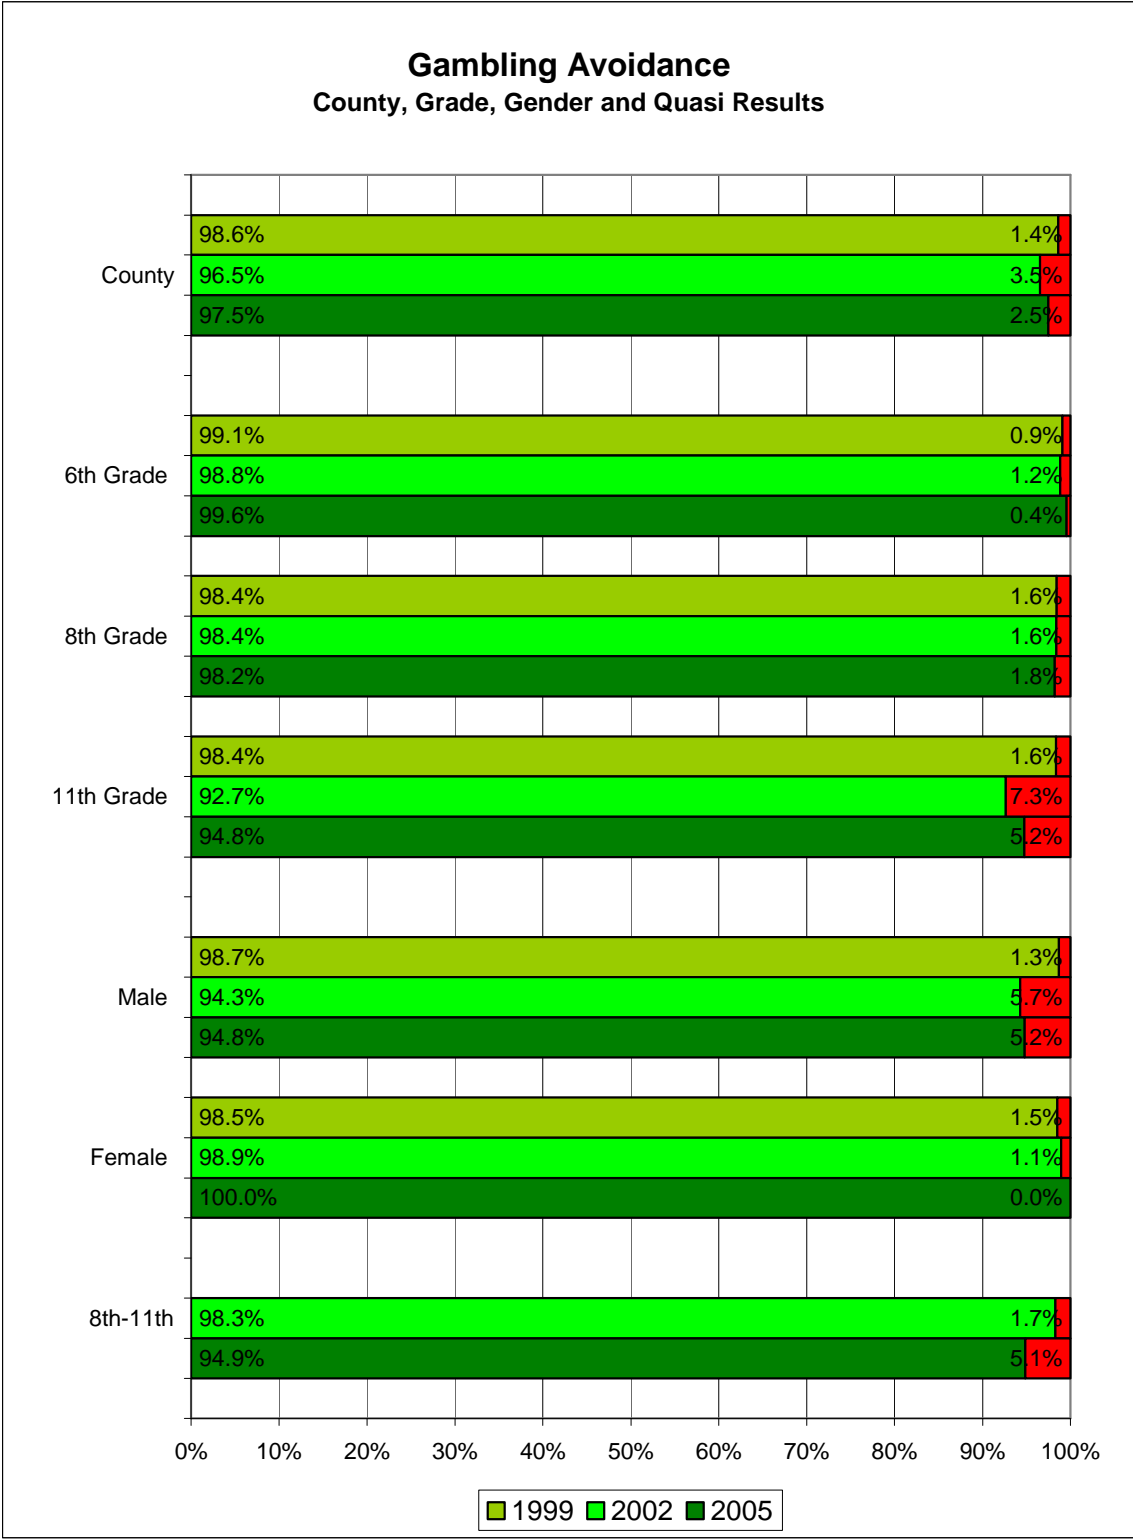 Gambling Avoidance
County, Grade, Gender and Quasi Results
98.6% 1.4%
County 96.5% 3.5%
97.5% 2.5%
99.1% 0.9%
6th Grade 98.8% 1.2%
99.6% 0.4%
98.4% 1.6%
8th Grade 98.4% 1.6%
98.2% 1.8%
98.4% 1.6%
11th Grade 92.7% 7.3%
94.8% 5.2%
98.7% 1.3%
Male 94.3% 5.7%
94.8% 5.2%
98.5% 1.5%
Female 98.9% 1.1%
100.0% 0.0%
8th-11th 98.3% 1.7%
94.9% 5.1%
0% 10% 20% 30% 40% 50% 60% 70% 80% 90% 100%
1999 2002 2005